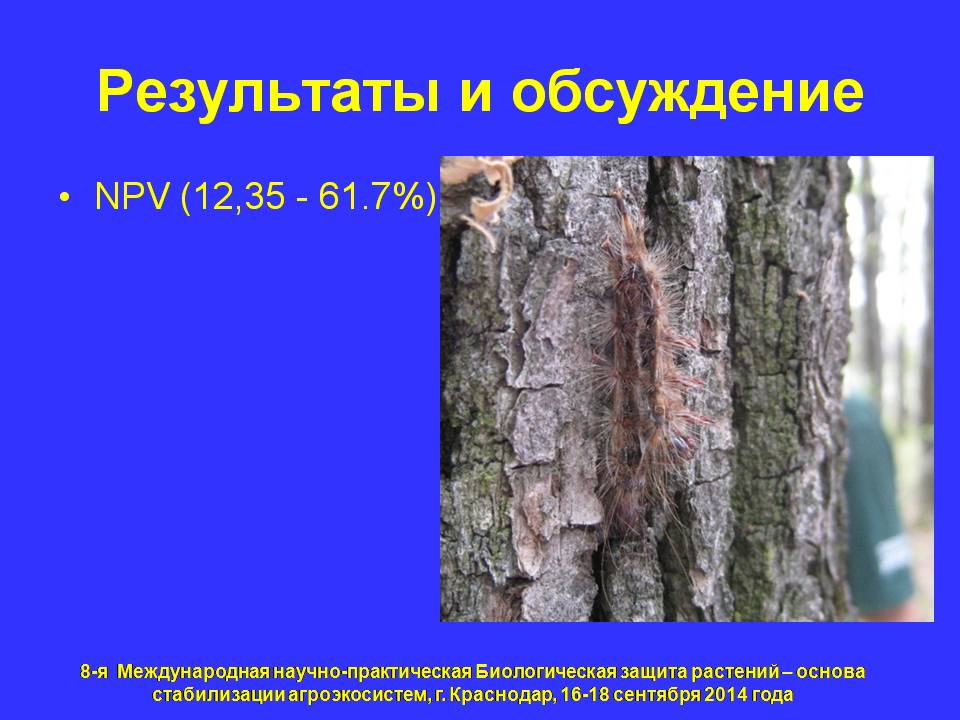 Результаты и обсуждение
• NPV (12,35 - 61.7%)
8-я Международная научно-практическая Биологическая защита растений – основа
стабилизации агроэкосистем, г. Краснодар, 16-18 сентября 2014 года